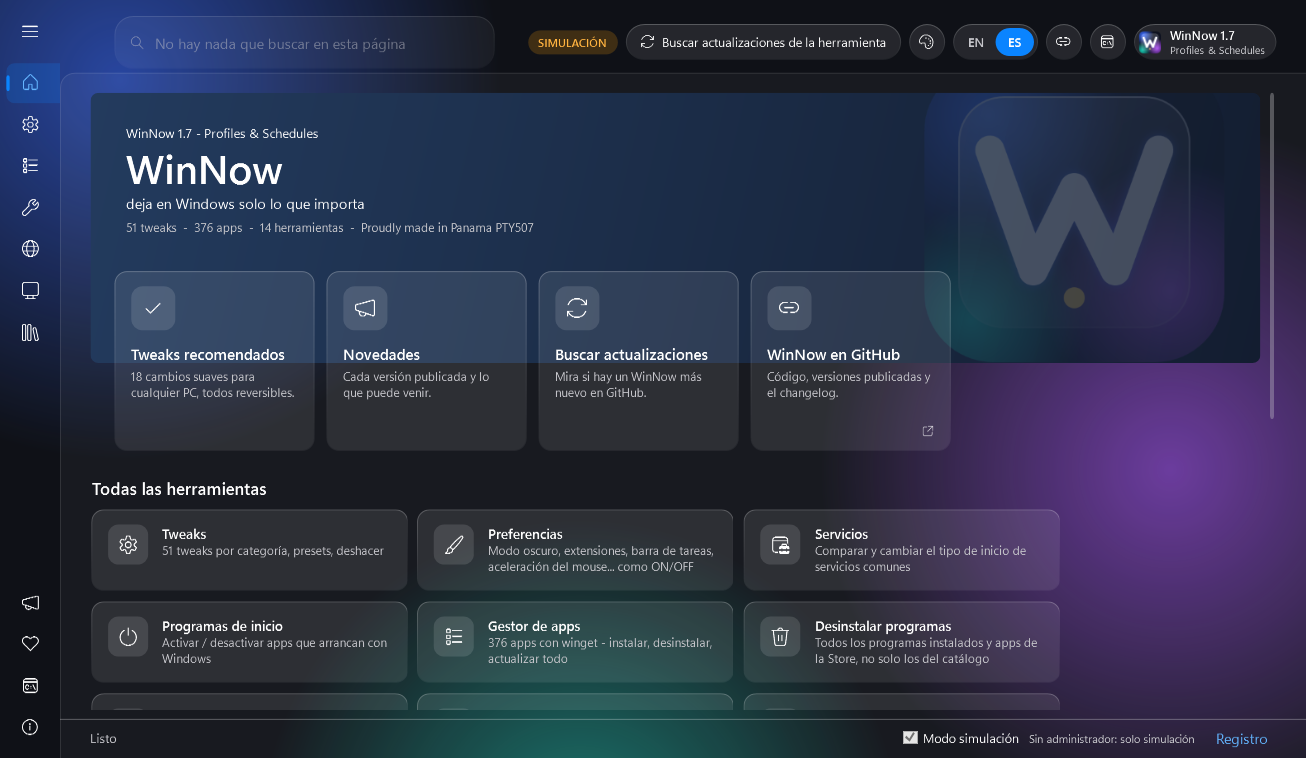 No hay nada que buscar en esta página
SIMULACIÓN
Buscar actualizaciones de la herramienta
EN
ES
WinNow 1.7
Profiles & Schedules
WinNow 1.7 - Profiles & Schedules
WinNow
deja en Windows solo lo que importa
51 tweaks - 376 apps - 14 herramientas - Proudly made in Panama PTY507
Tweaks recomendados
18 cambios suaves para
cualquier PC, todos reversibles.
Novedades
Cada versión publicada y lo
que puede venir.
Buscar actualizaciones
Mira si hay un WinNow más
nuevo en GitHub.
WinNow en GitHub
Código, versiones publicadas y
el changelog.
Todas las herramientas
Tweaks
51 tweaks por categoría, presets, deshacer
Preferencias
Modo oscuro, extensiones, barra de tareas,
aceleración del mouse... como ON/OFF
Servicios
Comparar y cambiar el tipo de inicio de
servicios comunes
Programas de inicio
Activar / desactivar apps que arrancan con
Windows
Gestor de apps
376 apps con winget - instalar, desinstalar,
actualizar todo
Desinstalar programas
Todos los programas instalados y apps de
la Store, no solo los del catálogo
Listo
Modo simulación
Sin administrador: solo simulación
Registro